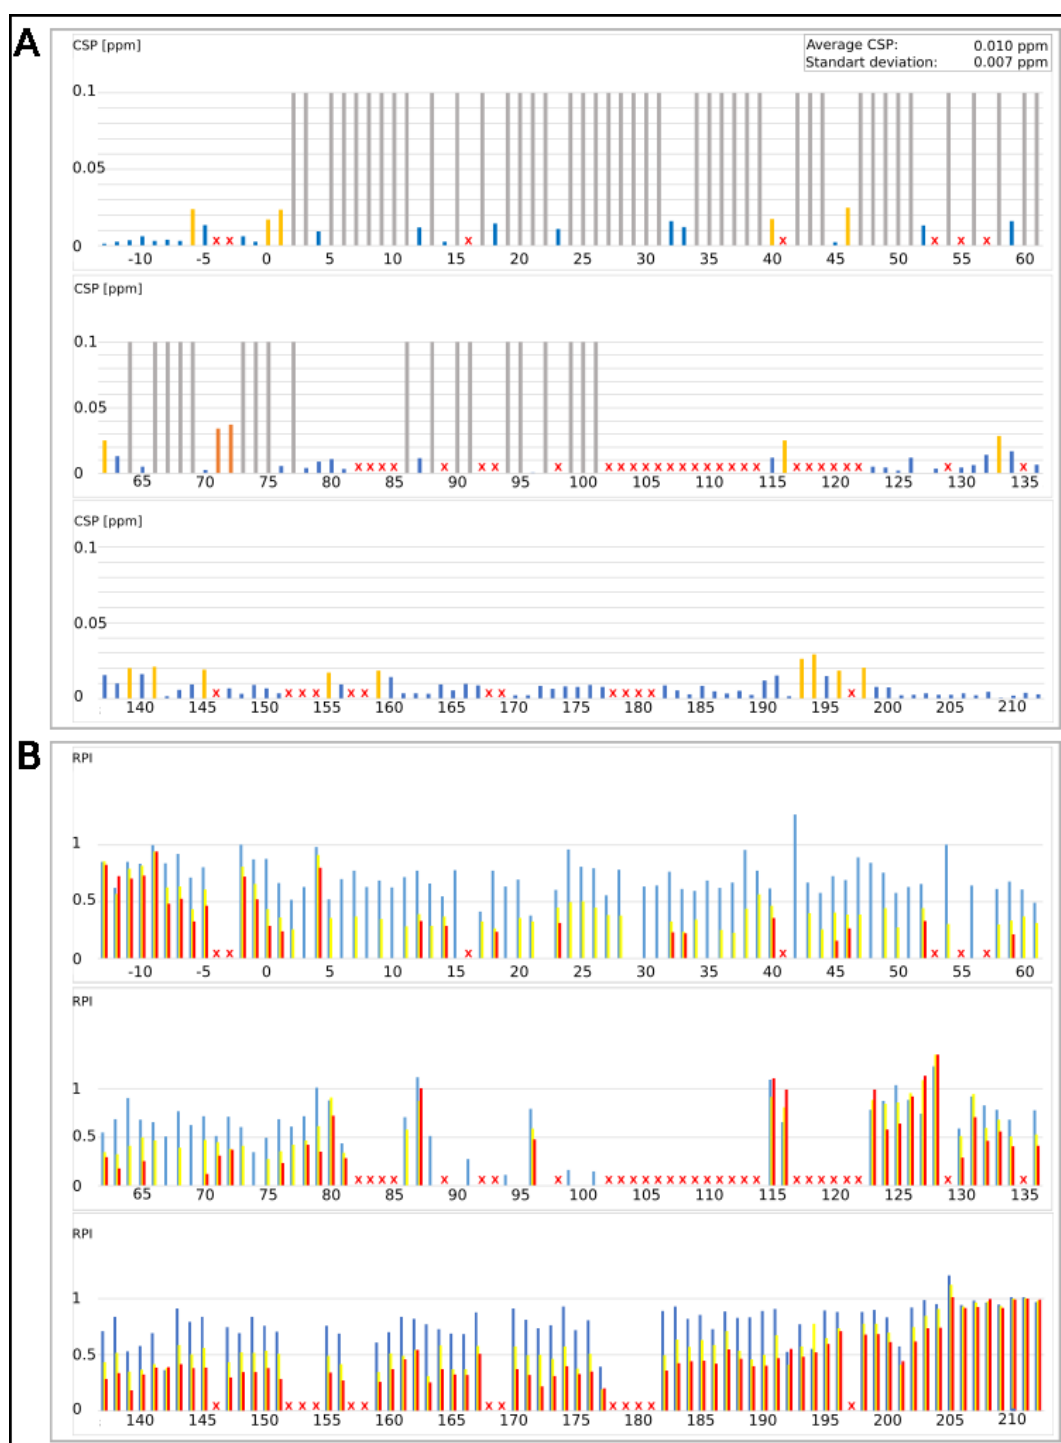 A
CSP [ppm]
Average CSP: 0.010 ppm
Standart deviation: 0.007 ppm
0.1
0.05
0
-10 -5 0 5 10 15 20 25 30 35 40 45 50 55 60
x x x x x x x
CSP [ppm]
0.1
0.05
0
x x x x x x x x x x x x x x x x x x x x x x x x x x x x x
65 70 75 80 85 90 95 100 105 110 115 120 125 130 135
CSP [ppm]
0.1
0.05
0
x x x x x x x x x x x x x
140 145 150 155 160 165 170 175 180 185 190 195 200 205 210
B
RPI
1
0.5
0
x x x x x x x
-10 -5 0 5 10 15 20 25 30 35 40 45 50 55 60
RPI
1
0.5
0
x x x x x x x x x x x x x x x x x x x x x x x x x x x x x
65 70 75 80 85 90 95 100 105 110 115 120 125 130 135
RPI
1
0.5
0
x x x x x x x x x x x x x
140 145 150 155 160 165 170 175 180 185 190 195 200 205 210